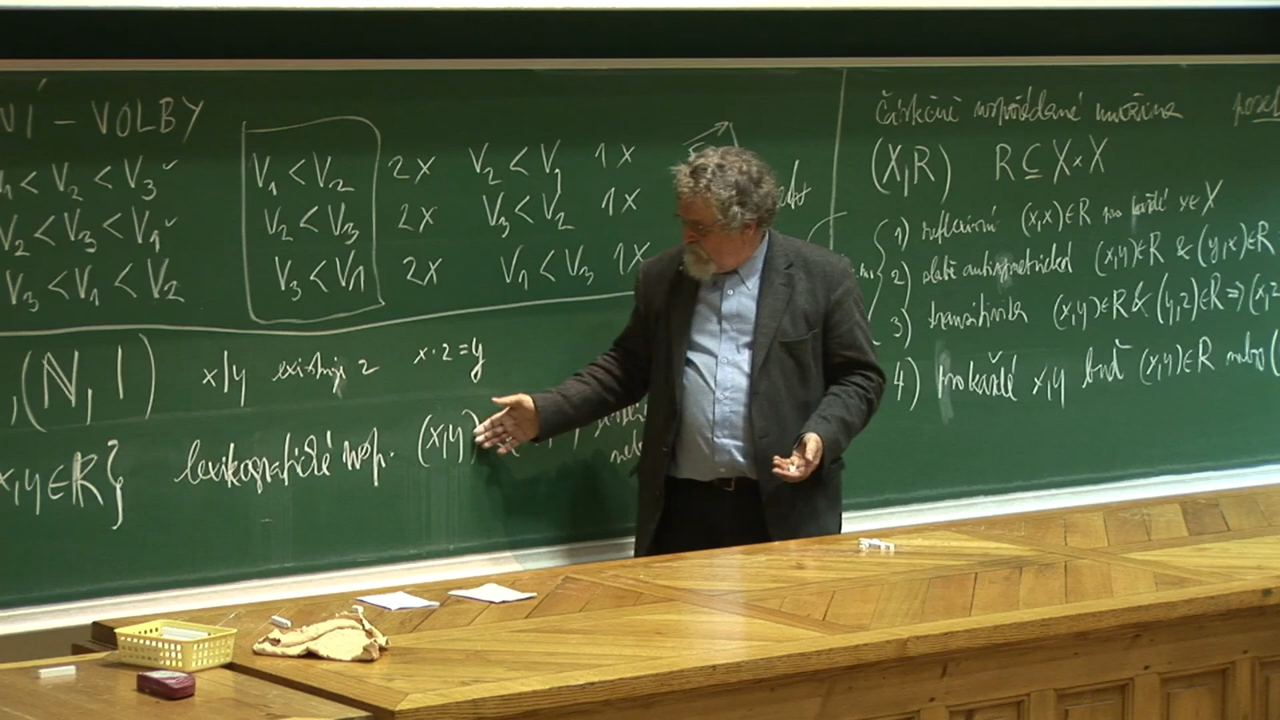 NÍ – VOLBY
V₁ < V₂ < V₃ ✓
V₂ < V₃ < V₁ ✓
V₃ < V₁ < V₂
V₁ < V₂ 2x V₂ < V₁ 1x
V₂ < V₃ 2x V₃ < V₂ 1x
V₃ < V₁ 2x V₁ < V₃ 1x
, (ℕ, |) x|y existuje z x·z=y
x,y ∈ ℝ} lexikografické usp. (x,y)
Částečně uspořádaná množina
(X,R) R ⊆ X×X
1) reflexivní (x,x)∈R pro každé x∈X
2) slabě antisymetrická (x,y)∈R & (y,x)∈R
3) tranzitivita (x,y)∈R & (y,z)∈R ⇒ (x,z
4) pro každé x,y buď (x,y)∈R nebo (